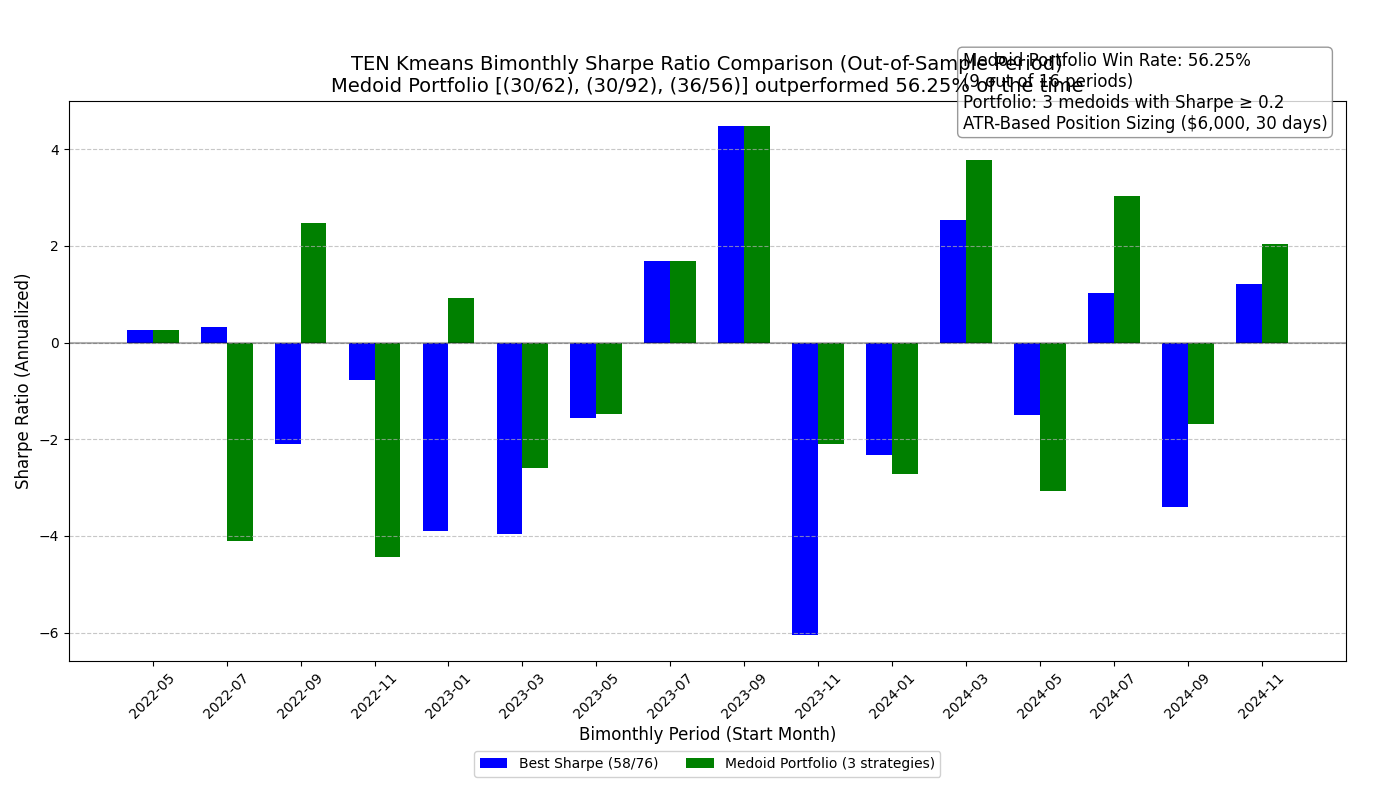 TEN Kmeans Bimonthly Sharpe Ratio Comparison (Out-of-Sample Period)
Medoid Portfolio [(30/62), (30/92), (36/56)] outperformed 56.25% of the time
Medoid Portfolio Win Rate: 56.25%
(9 out of 16 periods)
Portfolio: 3 medoids with Sharpe ≥ 0.2
ATR-Based Position Sizing ($6,000, 30 days)
Sharpe Ratio (Annualized)
4
2
0
−2
−4
−6
2022-05
2022-07
2022-09
2022-11
2023-01
2023-03
2023-05
2023-07
2023-09
2023-11
2024-01
2024-03
2024-05
2024-07
2024-09
2024-11
Bimonthly Period (Start Month)
Best Sharpe (58/76)
Medoid Portfolio (3 strategies)